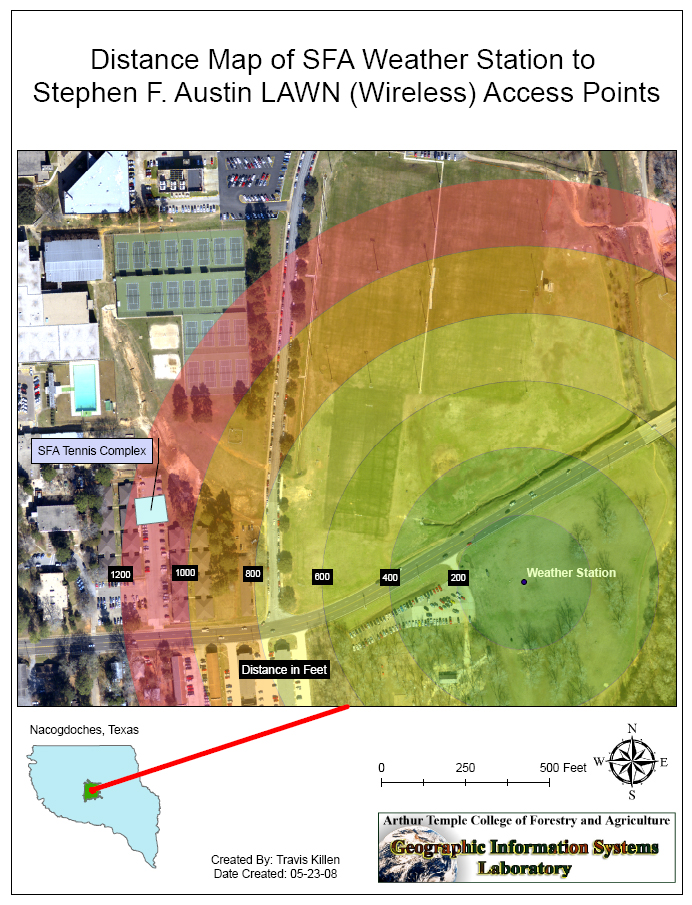 Distance Map of SFA Weather Station to
Stephen F. Austin LAWN (Wireless) Access Points
SFA Tennis Complex
1200
1000
800
600
400
200
Weather Station
Distance in Feet
Nacogdoches, Texas
0
250
500 Feet
N
W
E
S
Arthur Temple College of Forestry and Agriculture
Geographic Information Systems
Laboratory
Created By: Travis Killen
Date Created: 05-23-08